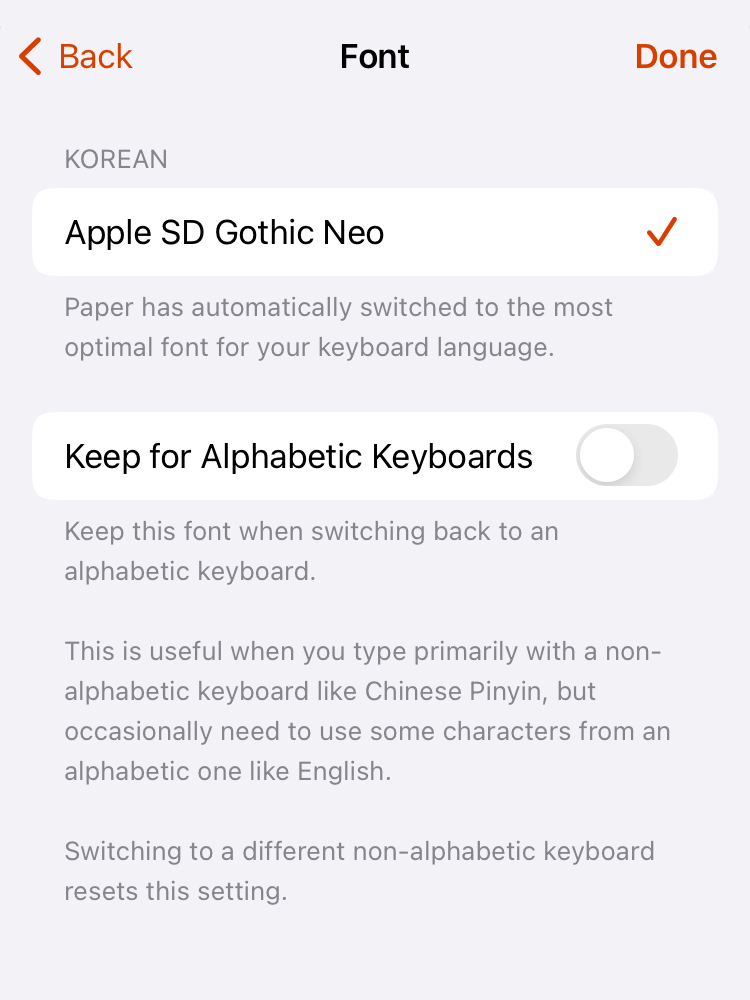 Back
Font
Done
KOREAN
Apple SD Gothic Neo
Paper has automatically switched to the most
optimal font for your keyboard language.
Keep for Alphabetic Keyboards
Keep this font when switching back to an
alphabetic keyboard.
This is useful when you type primarily with a non-
alphabetic keyboard like Chinese Pinyin, but
occasionally need to use some characters from an
alphabetic one like English.
Switching to a different non-alphabetic keyboard
resets this setting.